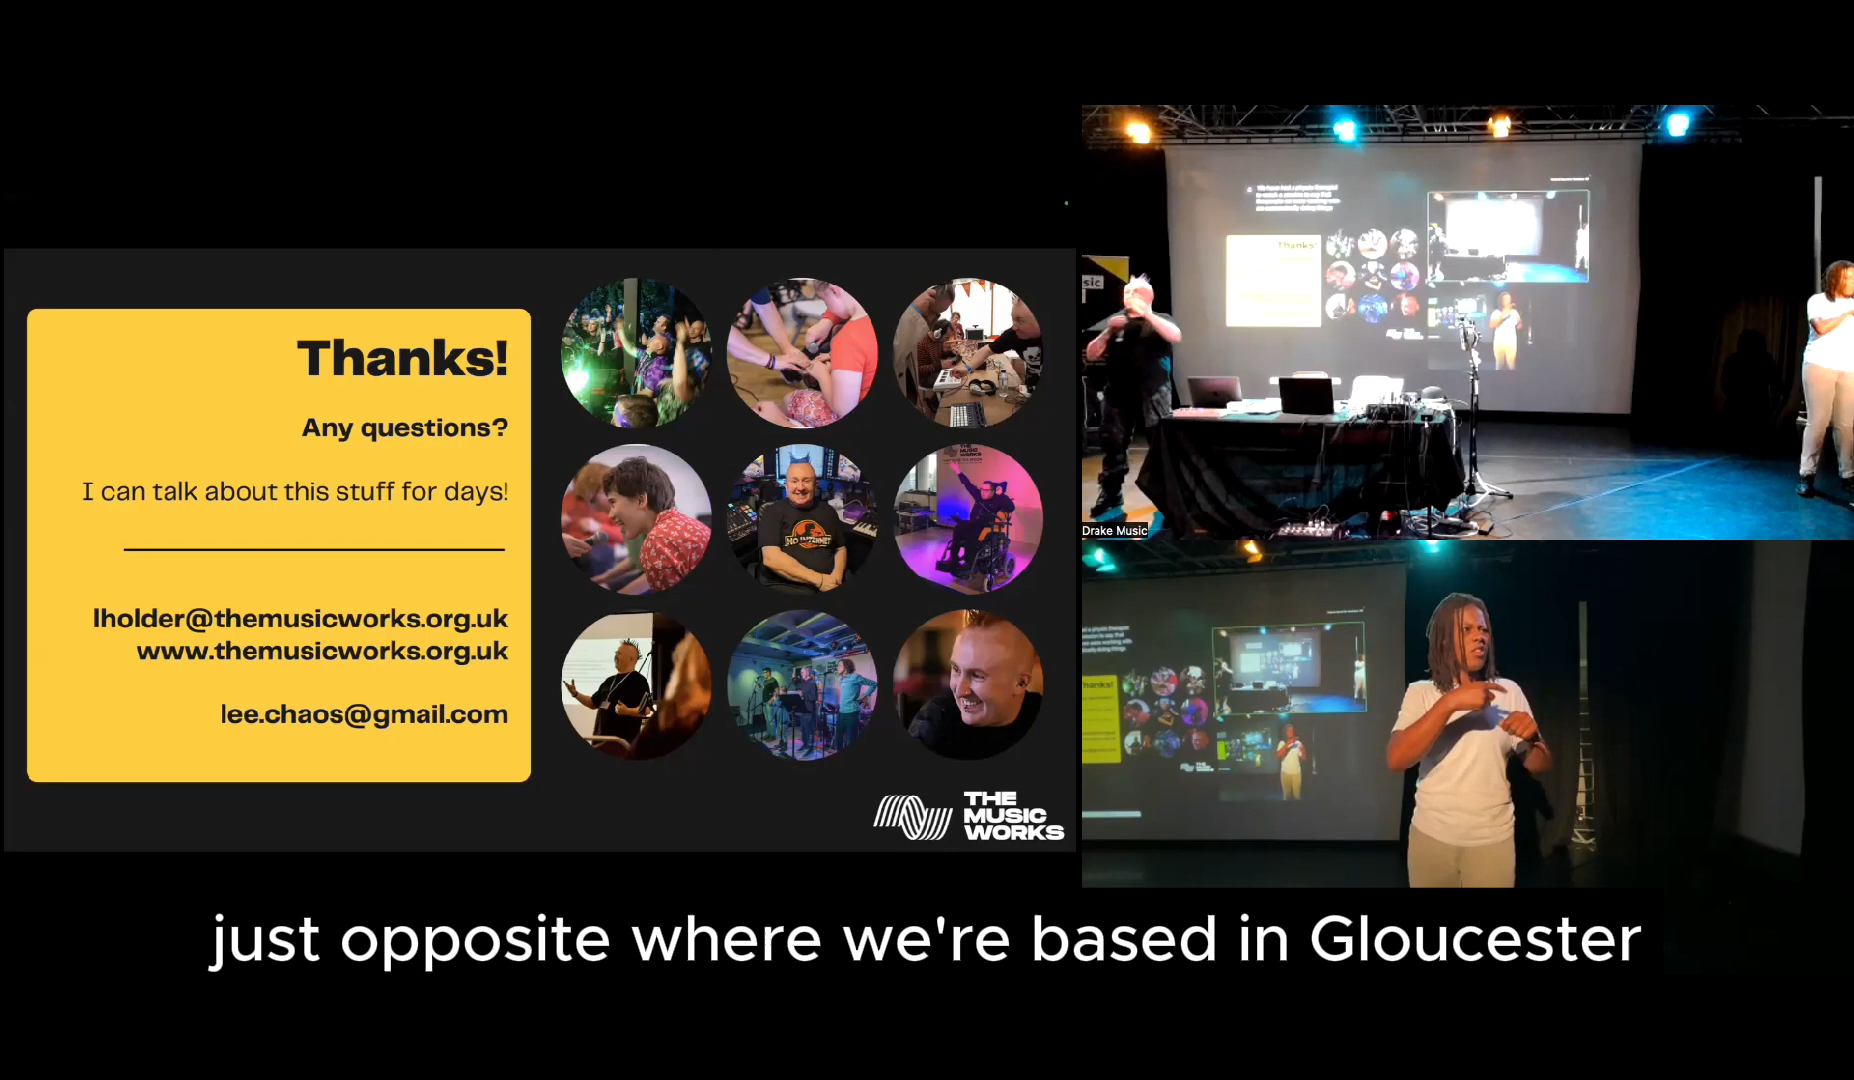 Thanks!
Any questions?
I can talk about this stuff for days!
lholder@themusicworks.org.uk
www.themusicworks.org.uk
lee.chaos@gmail.com
THE
MUSIC
WORKS
Drake Music
Thanks!
just opposite where we're based in Gloucester